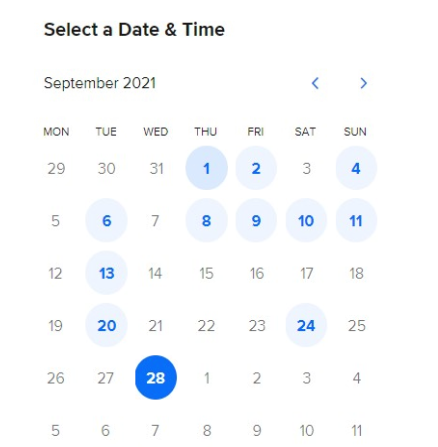 Select a Date & Time
September 2021
MON TUE WED THU FRI SAT SUN
29 30 31 1 2 3 4
5 6 7 8 9 10 11
12 13 14 15 16 17 18
19 20 21 22 23 24 25
26 27 28 1 2 3 4
5 6 7 8 9 10 11